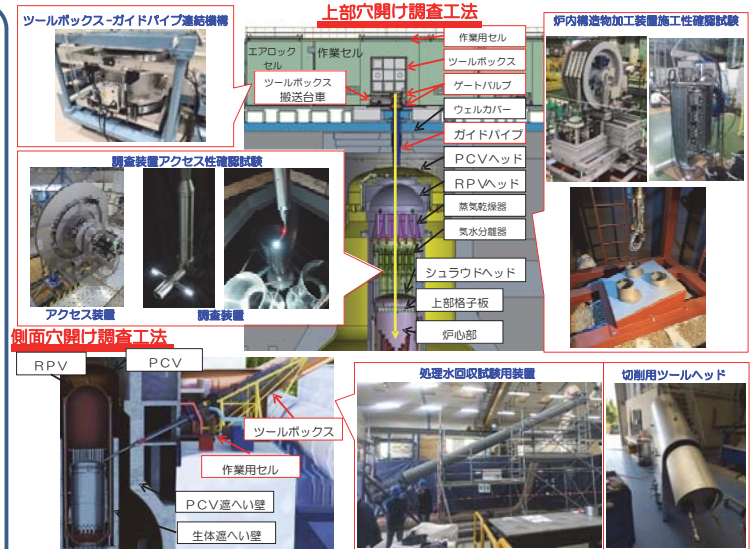 ツールボックス-ガイドパイプ連結機構
上部穴開け調査工法
炉内構造物加工装置施工性確認試験
エアロック
セル
作業セル
ツールボックス
搬送台車
作業用セル
ツールボックス
ゲートバルブ
ウェルカバー
ガイドパイプ
PCVヘッド
RPVヘッド
蒸気乾燥器
気水分離器
シュラウドヘッド
上部格子板
炉心部
調査装置アクセス性確認試験
アクセス装置
調査装置
側面穴開け調査工法
RPV
PCV
ツールボックス
作業用セル
PCV遮へい壁
生体遮へい壁
処理水回収試験用装置
切削用ツールヘッド